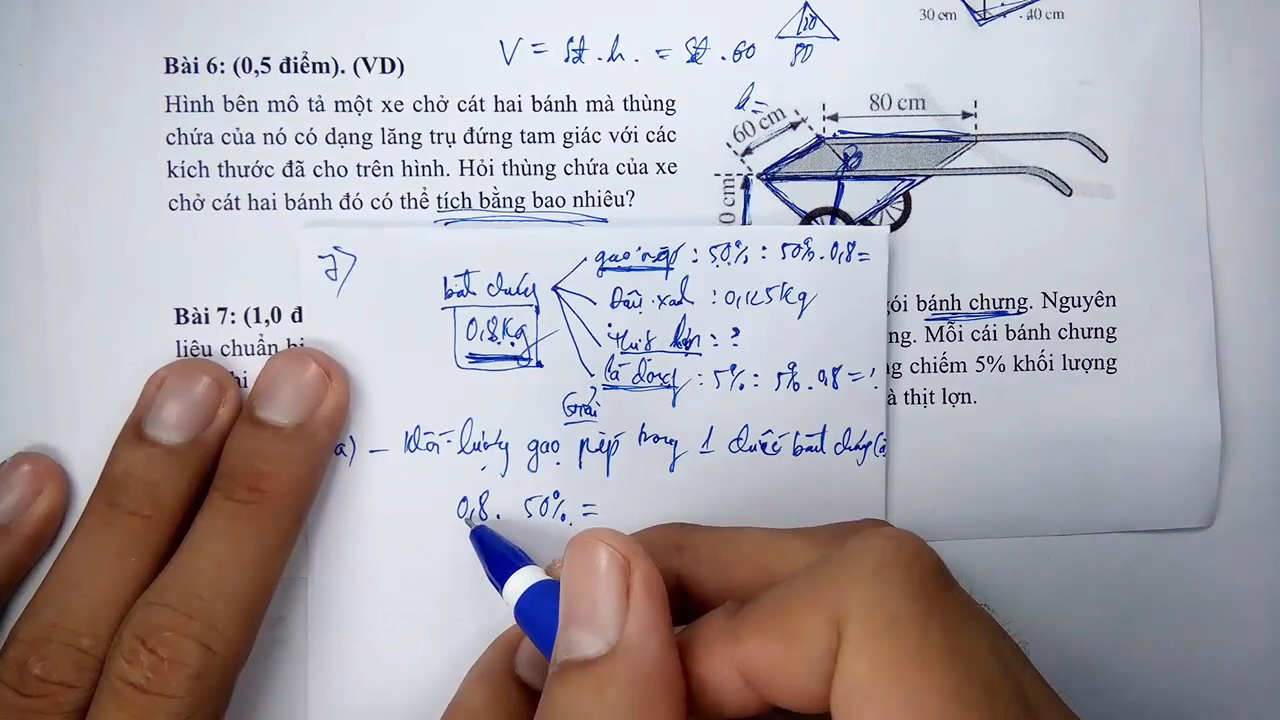 30 cm
40 cm
V = Sđ . h. = Sđ . 60
80
Bài 6: (0,5 điểm). (VD)
Hình bên mô tả một xe chở cát hai bánh mà thùng
chứa của nó có dạng lăng trụ đứng tam giác với các
kích thước đã cho trên hình. Hỏi thùng chứa của xe
chở cát hai bánh đó có thể tích bằng bao nhiêu?
h=
60 cm
80 cm
0 cm
7)
bánh chưng
0,8kg
gạo nếp : 50% : 50% . 0,8 =
Đậu xanh : 0,125kg
thịt lợn : ?
lá dong : 5% : 5% . 0,8 = ?
Bài 7: (1,0 đ
gói bánh chưng. Nguyên
liệu chuẩn bị
ng. Mỗi cái bánh chưng
g chiếm 5% khối lượng
à thịt lợn.
Giải
a) – Khối lượng gạo nếp trong 1 chiếc bánh chưng là
0,8 . 50% =